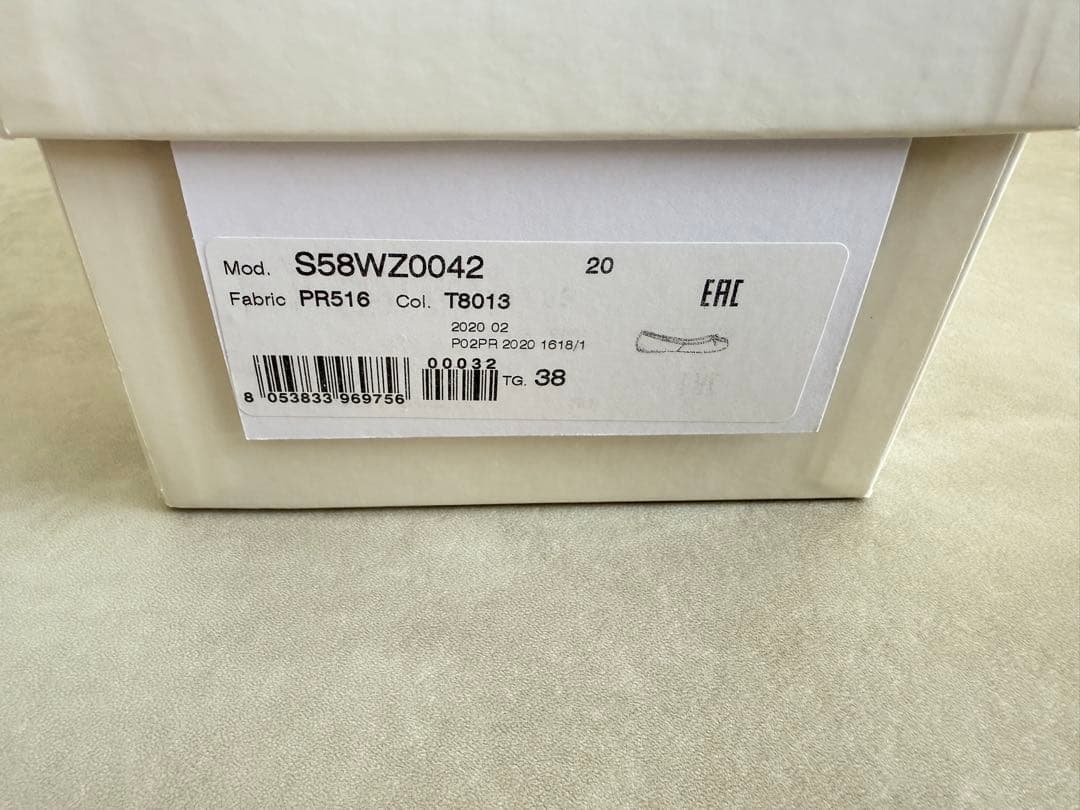 Mod. S58WZ0042 20
Fabric PR516 Col. T8013
EAC
2020 02
P02PR 2020 1618/1
00032
TG. 38
8 053833 969756